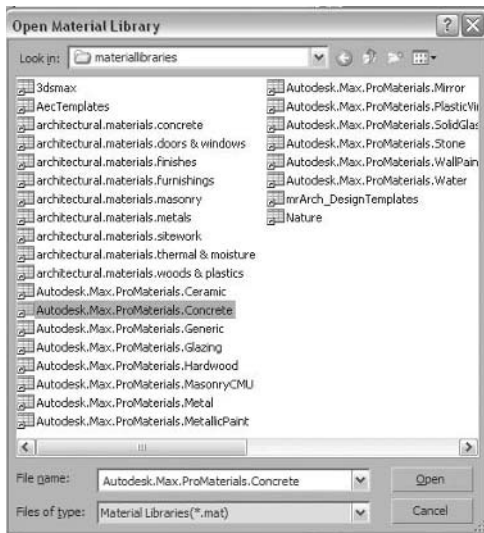 Open Material Library
Look in: materiallibraries
3dsmax
AecTemplates
architectural.materials.concrete
architectural.materials.doors & windows
architectural.materials.finishes
architectural.materials.furnishings
architectural.materials.masonry
architectural.materials.metals
architectural.materials.sitework
architectural.materials.thermal & moisture
architectural.materials.woods & plastics
Autodesk.Max.ProMaterials.Ceramic
Autodesk.Max.ProMaterials.Concrete
Autodesk.Max.ProMaterials.Generic
Autodesk.Max.ProMaterials.Glazing
Autodesk.Max.ProMaterials.Hardwood
Autodesk.Max.ProMaterials.MasonryCMU
Autodesk.Max.ProMaterials.Metal
Autodesk.Max.ProMaterials.MetallicPaint
Autodesk.Max.ProMaterials.Mirror
Autodesk.Max.ProMaterials.PlasticVi
Autodesk.Max.ProMaterials.SolidGlas
Autodesk.Max.ProMaterials.Stone
Autodesk.Max.ProMaterials.WallPain
Autodesk.Max.ProMaterials.Water
mrArch_DesignTemplates
Nature
File name: Autodesk.Max.ProMaterials.Concrete Open
Files of type: Material Libraries(*.mat) Cancel